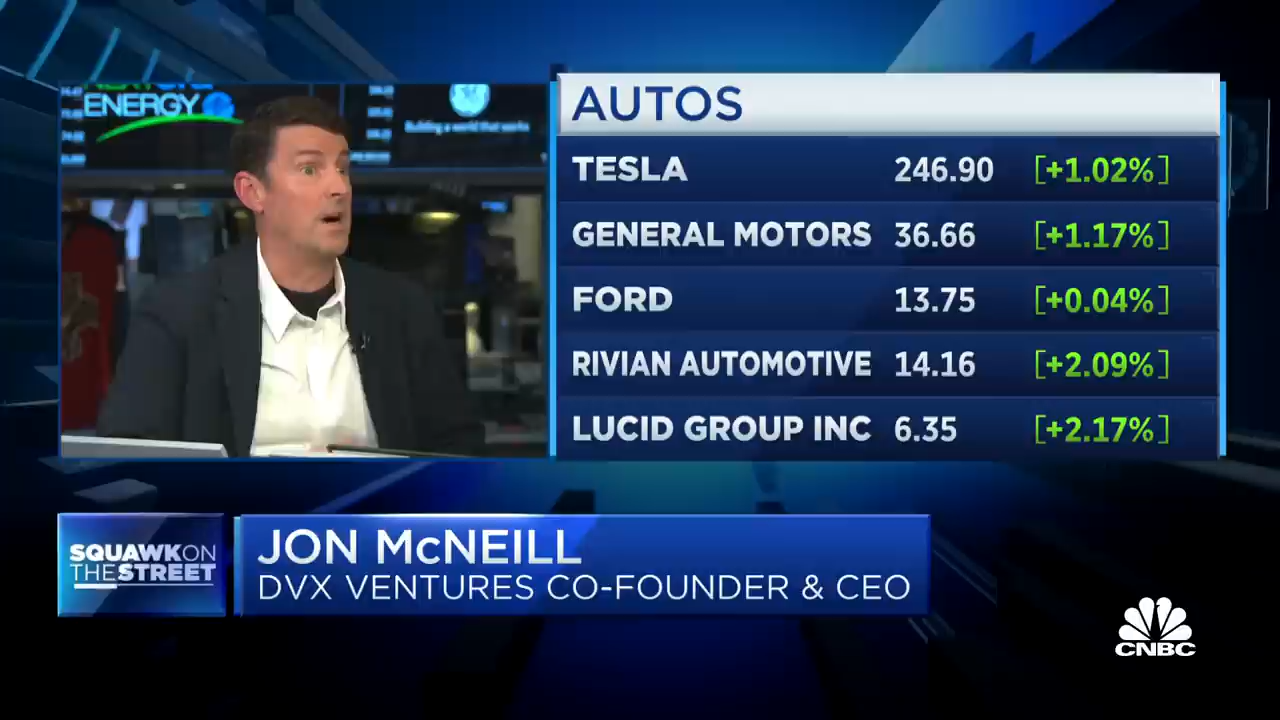 ENERGY
Building a world that works
AUTOS
TESLA 246.90 [+1.02%]
GENERAL MOTORS 36.66 [+1.17%]
FORD 13.75 [+0.04%]
RIVIAN AUTOMOTIVE 14.16 [+2.09%]
LUCID GROUP INC 6.35 [+2.17%]
SQUAWK ON
THE STREET
JON McNEILL
DVX VENTURES CO-FOUNDER & CEO
CNBC